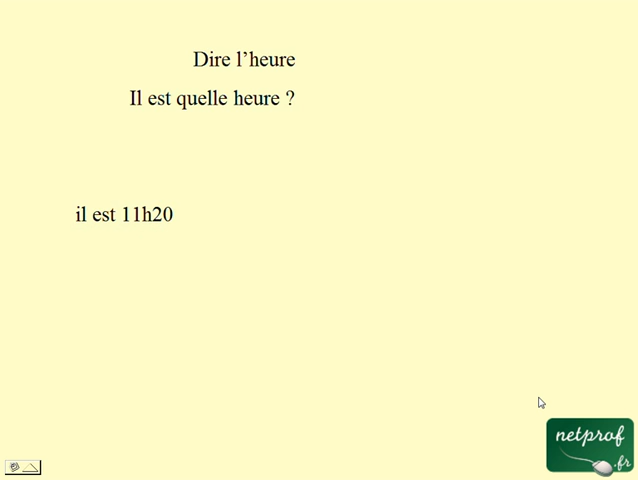 Dire l’heure
Il est quelle heure ?
il est 11h20
netprof
.fr